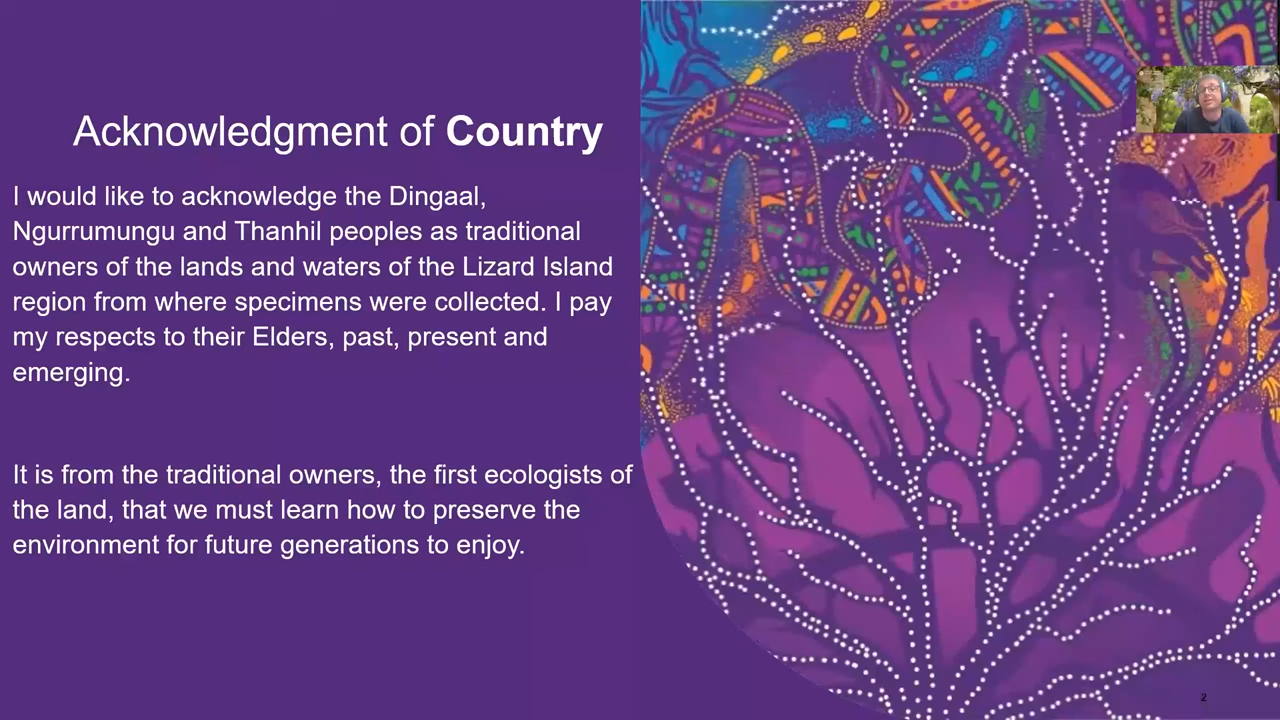 Acknowledgment of Country
I would like to acknowledge the Dingaal,
Ngurrumungu and Thanhil peoples as traditional
owners of the lands and waters of the Lizard Island
region from where specimens were collected. I pay
my respects to their Elders, past, present and
emerging.
It is from the traditional owners, the first ecologists of
the land, that we must learn how to preserve the
environment for future generations to enjoy.
2